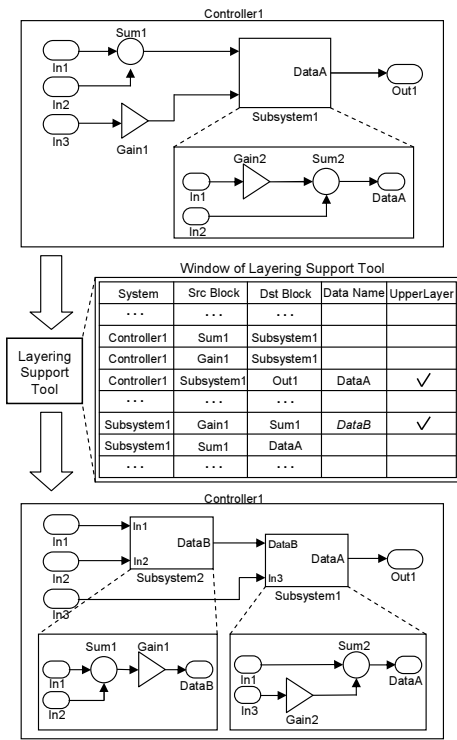 Controller1
Sum1
In1
In2
In3
Gain1
DataA
Subsystem1
Out1
Gain2
Sum2
In1
In2
DataA
Window of Layering Support Tool
System Src Block Dst Block Data Name UpperLayer
... ... ...
Controller1 Sum1 Subsystem1
Controller1 Gain1 Subsystem1
Controller1 Subsystem1 Out1 DataA ✓
... ... ...
Subsystem1 Gain1 Sum1 DataB ✓
Subsystem1 Sum1 DataA
... ... ...
Layering
Support
Tool
Controller1
In1
In2
In3
In1
In2
DataB
Subsystem2
DataB
In3
DataA
Subsystem1
Out1
Sum1
Gain1
In1
In2
DataB
Sum2
In1
In3
Gain2
DataA